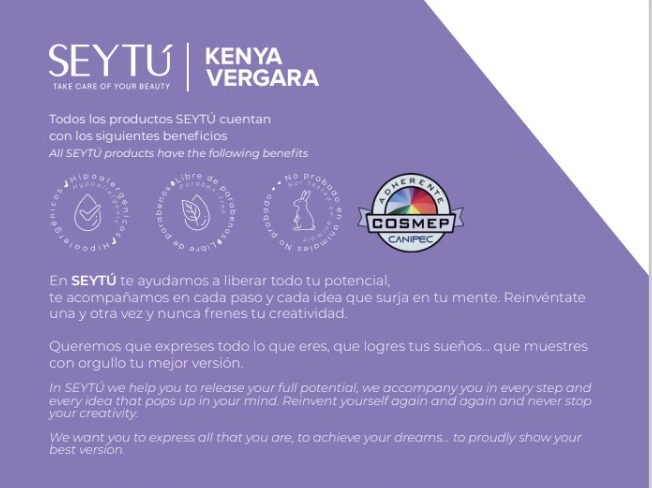 SEYTÚ
TAKE CARE OF YOUR BEAUTY
KENYA
VERGARA
Todos los productos SEYTÚ cuentan
con los siguientes beneficios
All SEYTÚ products have the following benefits
Hipoalergénicos Hipoalergénicos
Hypoallergenic
Libre de parabenos Libre de parabenos
Paraben free
No probado en animales No probado
Not tested on animals
ADHERENTE
COSMEP
CANIPEC
En SEYTÚ te ayudamos a liberar todo tu potencial,
te acompañamos en cada paso y cada idea que surja en tu mente. Reinvéntate
una y otra vez y nunca frenes tu creatividad.
Queremos que expreses todo lo que eres, que logres tus sueños... que muestres
con orgullo tu mejor versión.
In SEYTÚ we help you to release your full potential, we accompany you in every step and
every idea that pops up in your mind. Reinvent yourself again and again and never stop
your creativity.
We want you to express all that you are, to achieve your dreams... to proudly show your
best version.